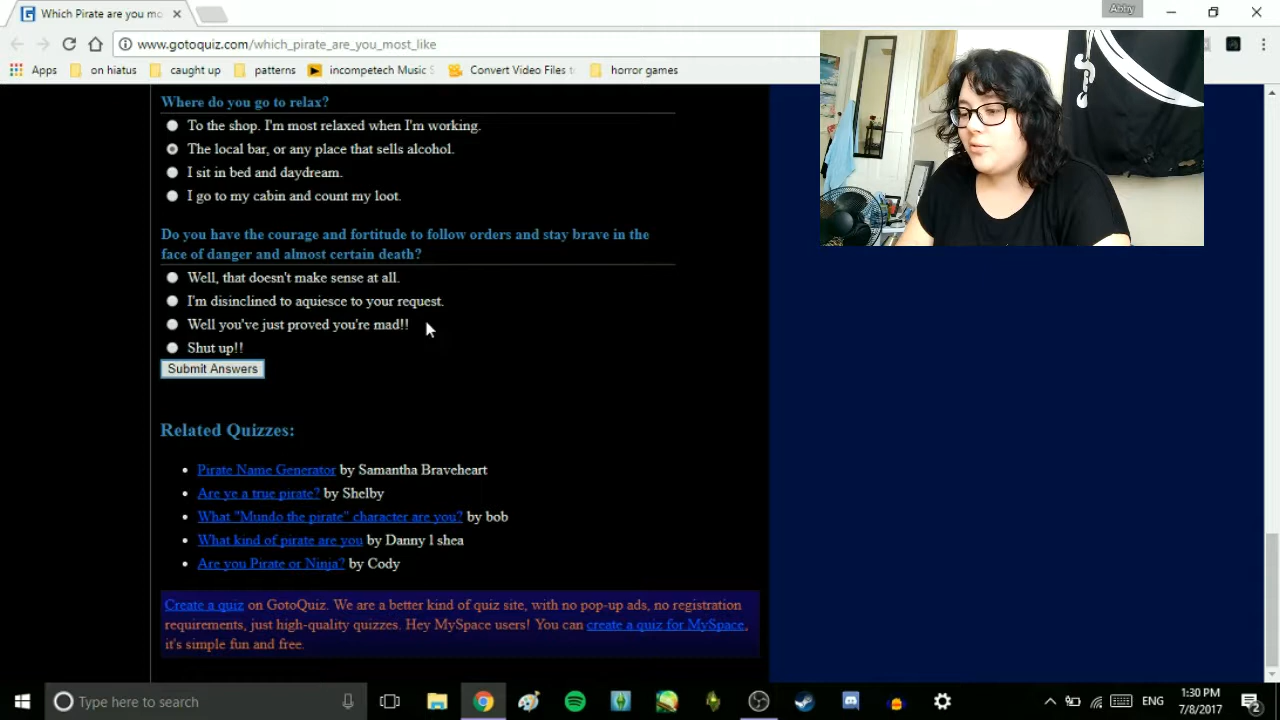 Which Pirate are you mo
Antry
www.gotoquiz.com/which_pirate_are_you_most_like
Apps on hiatus caught up patterns incompetech Music S Convert Video Files to horror games
Where do you go to relax?
To the shop. I'm most relaxed when I'm working.
The local bar, or any place that sells alcohol.
I sit in bed and daydream.
I go to my cabin and count my loot.
Do you have the courage and fortitude to follow orders and stay brave in the
face of danger and almost certain death?
Well, that doesn't make sense at all.
I'm disinclined to aquiesce to your request.
Well you've just proved you're mad!!
Shut up!!
Submit Answers
Related Quizzes:
Pirate Name Generator by Samantha Braveheart
Are ye a true pirate? by Shelby
What "Mundo the pirate" character are you? by bob
What kind of pirate are you by Danny l shea
Are you Pirate or Ninja? by Cody
Create a quiz on GotoQuiz. We are a better kind of quiz site, with no pop-up ads, no registration
requirements, just high-quality quizzes. Hey MySpace users! You can create a quiz for MySpace,
it's simple fun and free.
Type here to search
ENG
1:30 PM
7/8/2017
2